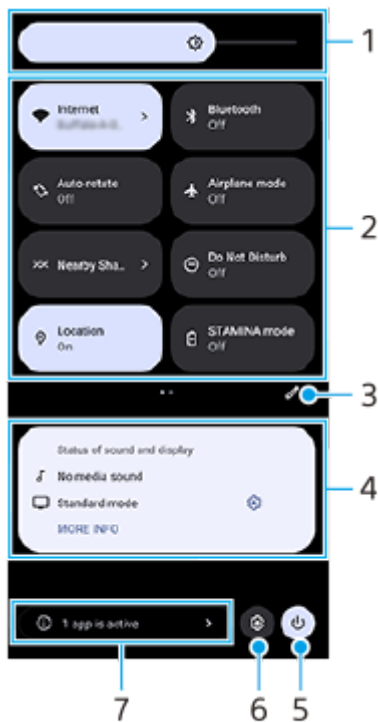 1
Internet
Bluetooth
Off
Auto-rotate
Off
Airplane mode
Off
2
Nearby Sha..
Do Not Disturb
Off
Location
On
STAMINA mode
Off
3
Status of sound and display
No media sound
Standard mode
MORE INFO
4
1 app is active
7
6
5